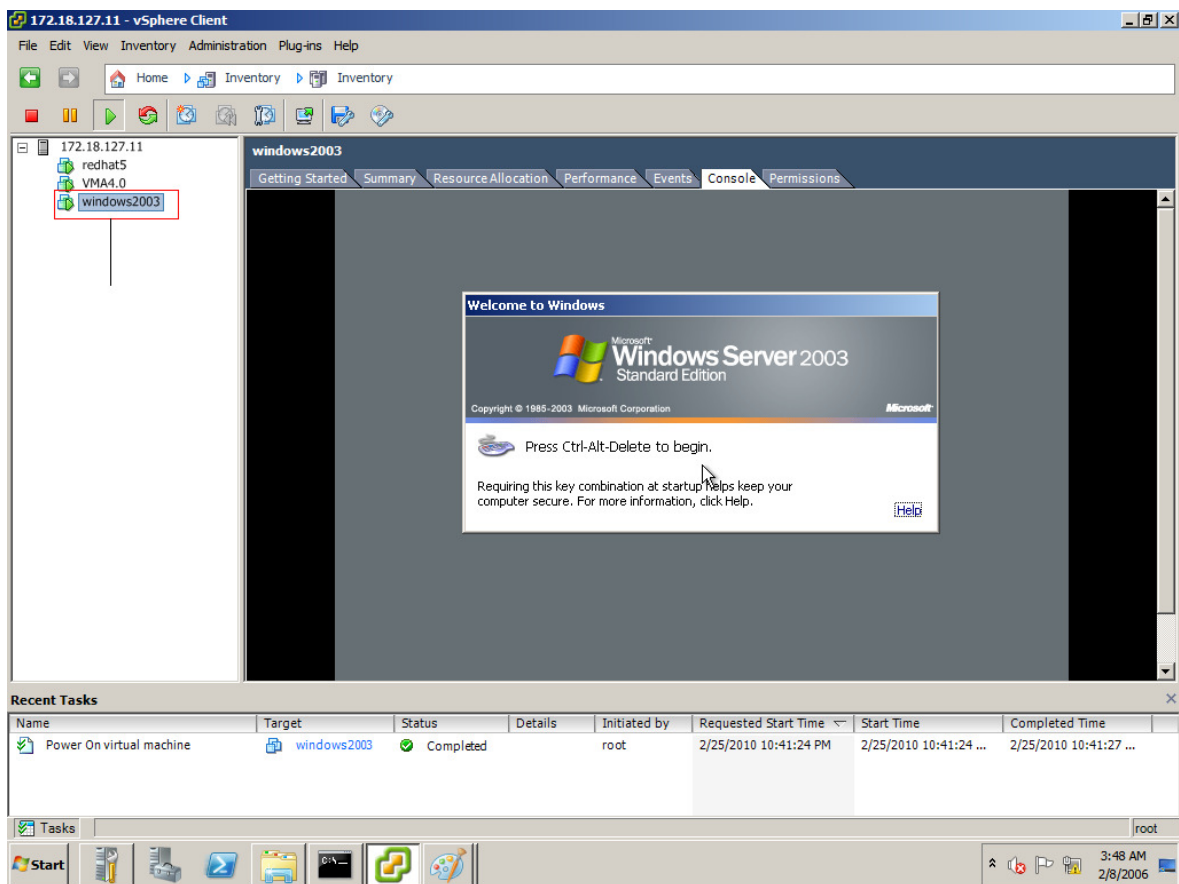 172.18.127.11 - vSphere Client
File Edit View Inventory Administration Plug-ins Help
Home Inventory Inventory
172.18.127.11
redhat5
VMA4.0
windows2003
windows2003
Getting Started Summary Resource Allocation Performance Events Console Permissions
Welcome to Windows
Microsoft
Windows Server 2003
Standard Edition
Copyright © 1985-2003 Microsoft Corporation Microsoft
Press Ctrl-Alt-Delete to begin.
Requiring this key combination at startup helps keep your
computer secure. For more information, click Help.
Help
Recent Tasks
Name Target Status Details Initiated by Requested Start Time Start Time Completed Time
Power On virtual machine windows2003 Completed root 2/25/2010 10:41:24 PM 2/25/2010 10:41:24 ... 2/25/2010 10:41:27 ...
Tasks root
Start C:\ 3:48 AM
2/8/2006